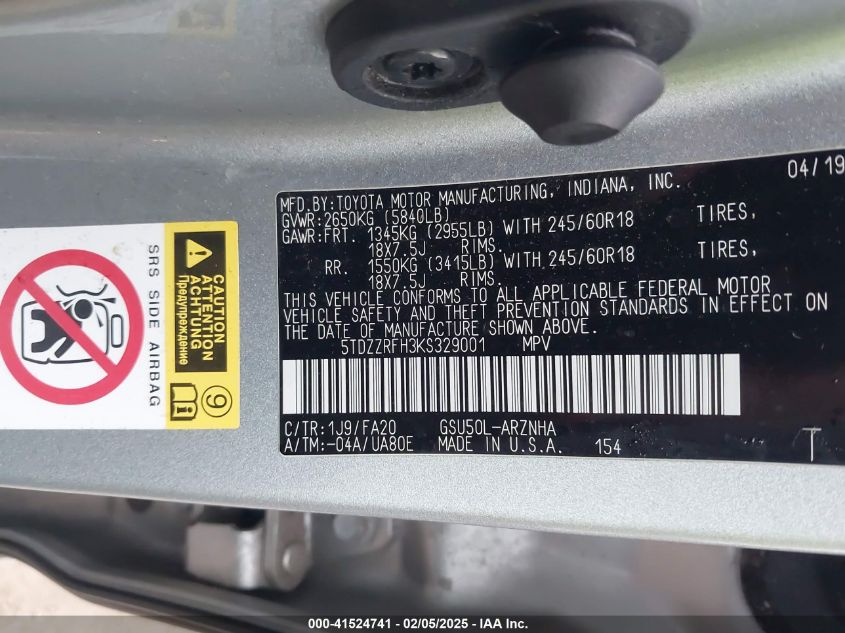 MFD.BY:TOYOTA MOTOR MANUFACTURING, INDIANA, INC. 04/19
GVWR:2650KG (5840LB)
GAWR:FRT. 1345KG (2955LB) WITH 245/60R18 TIRES,
18X7.5J RIMS.
RR. 1550KG (3415LB) WITH 245/60R18 TIRES,
18X7.5J RIMS.
THIS VEHICLE CONFORMS TO ALL APPLICABLE FEDERAL MOTOR
VEHICLE SAFETY AND THEFT PREVENTION STANDARDS IN EFFECT ON
THE DATE OF MANUFACTURE SHOWN ABOVE.
5TDZZRFH3KS329001 MPV
C/TR:1J9/FA20 GSU50L-ARZNHA
A/TM:-04A/UA80E MADE IN U.S.A. 154 T
SRS SIDE AIRBAG
CAUTION
ATTENTION
ACHTUNG
Предупреждение
9
000-41524741 - 02/05/2025 - IAA Inc.